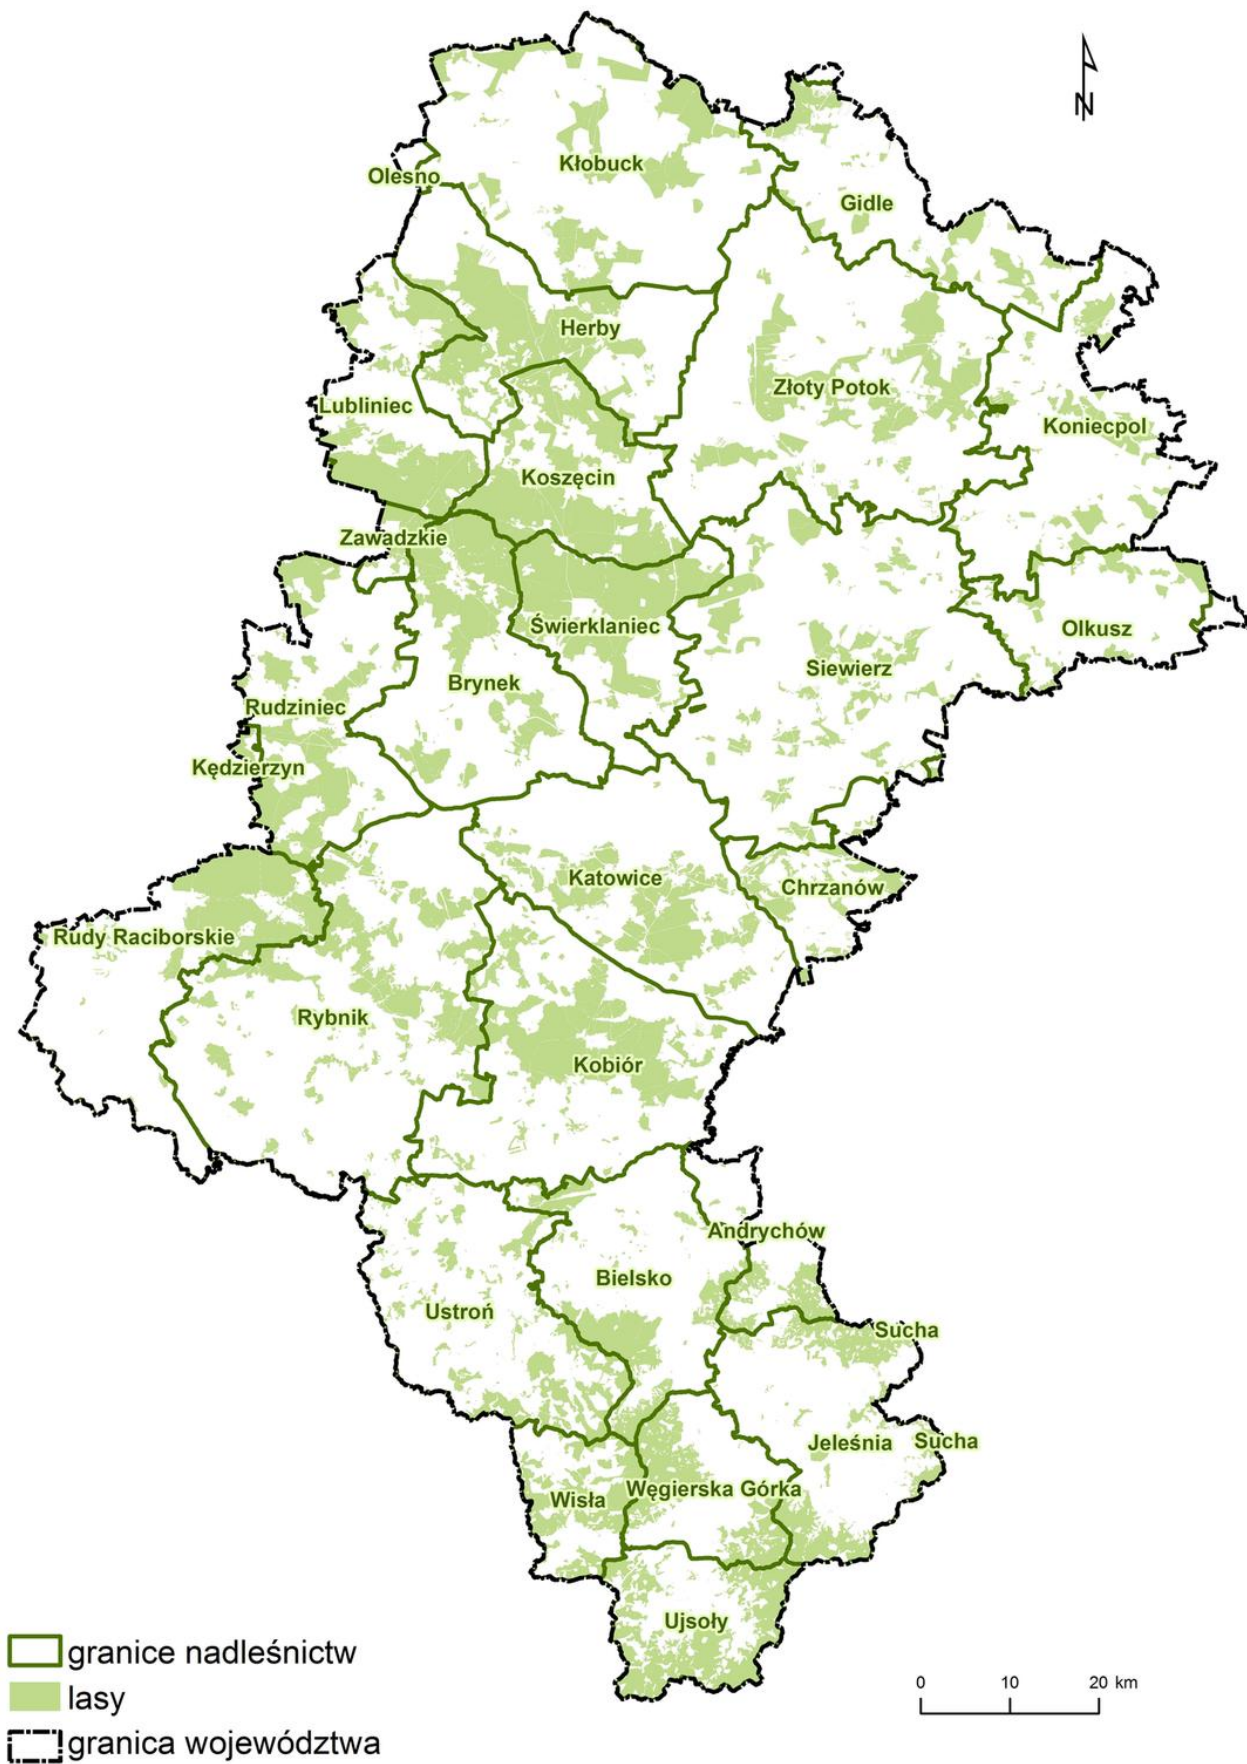 N
Kłobuck
Olesno
Gidle
Herby
Złoty Potok
Lubliniec
Koniecpol
Koszęcin
Zawadzkie
Świerklaniec
Olkusz
Siewierz
Brynek
Rudziniec
Kędzierzyn
Katowice
Chrzanów
Rudy Raciborskie
Rybnik
Kobiór
Andrychów
Bielsko
Ustroń
Sucha
Jeleśnia
Sucha
Węgierska Górka
Wisła
Ujsoły
granice nadleśnictw
lasy
granica województwa
0 10 20 km